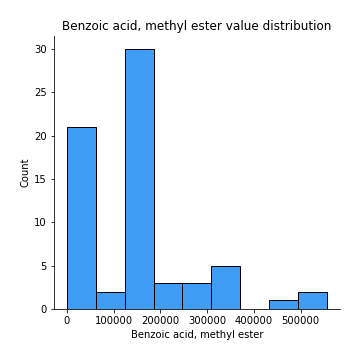 Benzoic acid, methyl ester value distribution
30
25
20
15
10
5
0
Count
0 100000 200000 300000 400000 500000
Benzoic acid, methyl ester